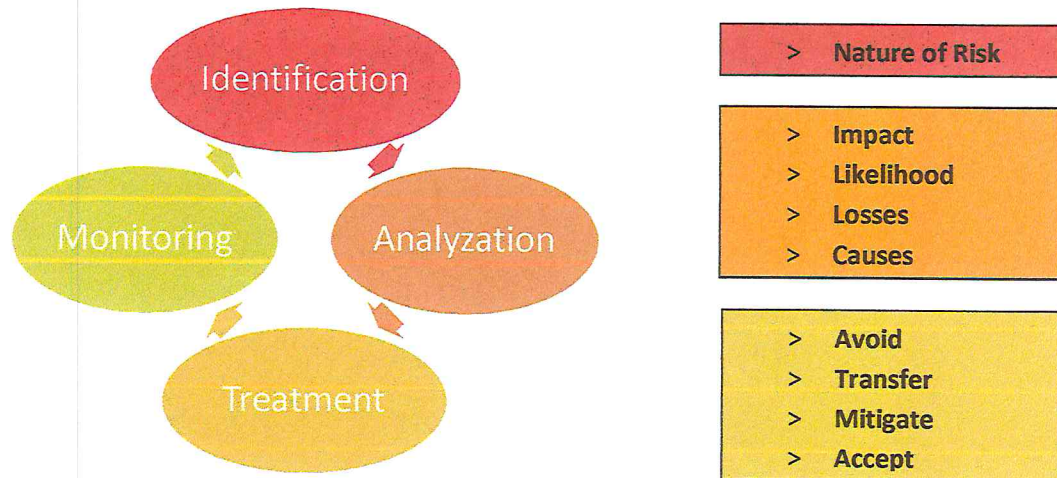 Identification
Monitoring
Analyzation
Treatment
> Nature of Risk
> Impact
> Likelihood
> Losses
> Causes
> Avoid
> Transfer
> Mitigate
> Accept